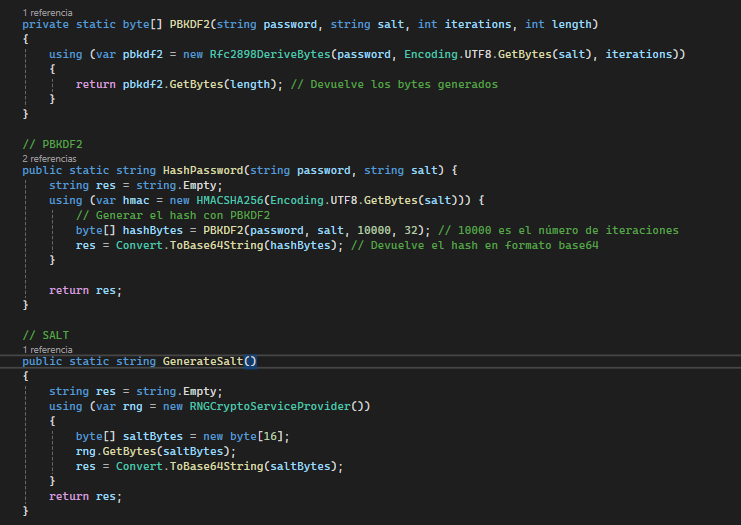 1 referencia
private static byte[] PBKDF2(string password, string salt, int iterations, int length)
{
    using (var pbkdf2 = new Rfc2898DeriveBytes(password, Encoding.UTF8.GetBytes(salt), iterations))
    {
        return pbkdf2.GetBytes(length); // Devuelve los bytes generados
    }
}
// PBKDF2
2 referencias
public static string HashPassword(string password, string salt) {
    string res = string.Empty;
    using (var hmac = new HMACSHA256(Encoding.UTF8.GetBytes(salt))) {
        // Generar el hash con PBKDF2
        byte[] hashBytes = PBKDF2(password, salt, 10000, 32); // 10000 es el número de iteraciones
        res = Convert.ToBase64String(hashBytes); // Devuelve el hash en formato base64
    }
    return res;
}
// SALT
1 referencia
public static string GenerateSalt()
{
    string res = string.Empty;
    using (var rng = new RNGCryptoServiceProvider())
    {
        byte[] saltBytes = new byte[16];
        rng.GetBytes(saltBytes);
        res = Convert.ToBase64String(saltBytes);
    }
    return res;
}